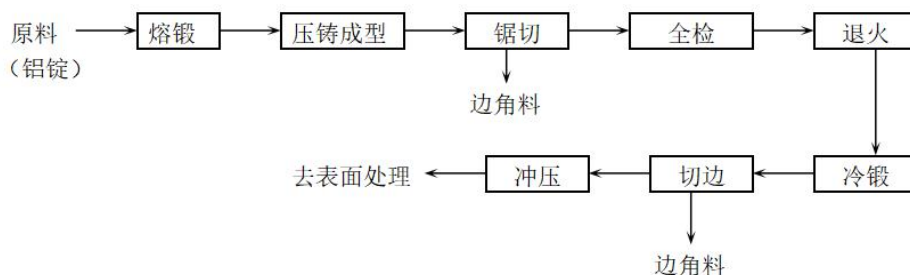 原料
（铝锭）
熔锻
压铸成型
锯切
全检
退火
边角料
去表面处理
冲压
切边
冷锻
边角料